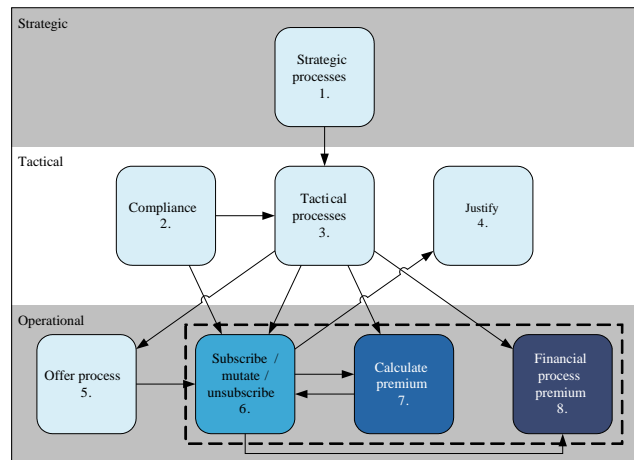 Strategic
Strategic
processes
1.
Tactical
Compliance
2.
Tactical
processes
3.
Justify
4.
Operational
Offer process
5.
Subscribe /
mutate /
unsubscribe
6.
Calculate
premium
7.
Financial
process
premium
8.